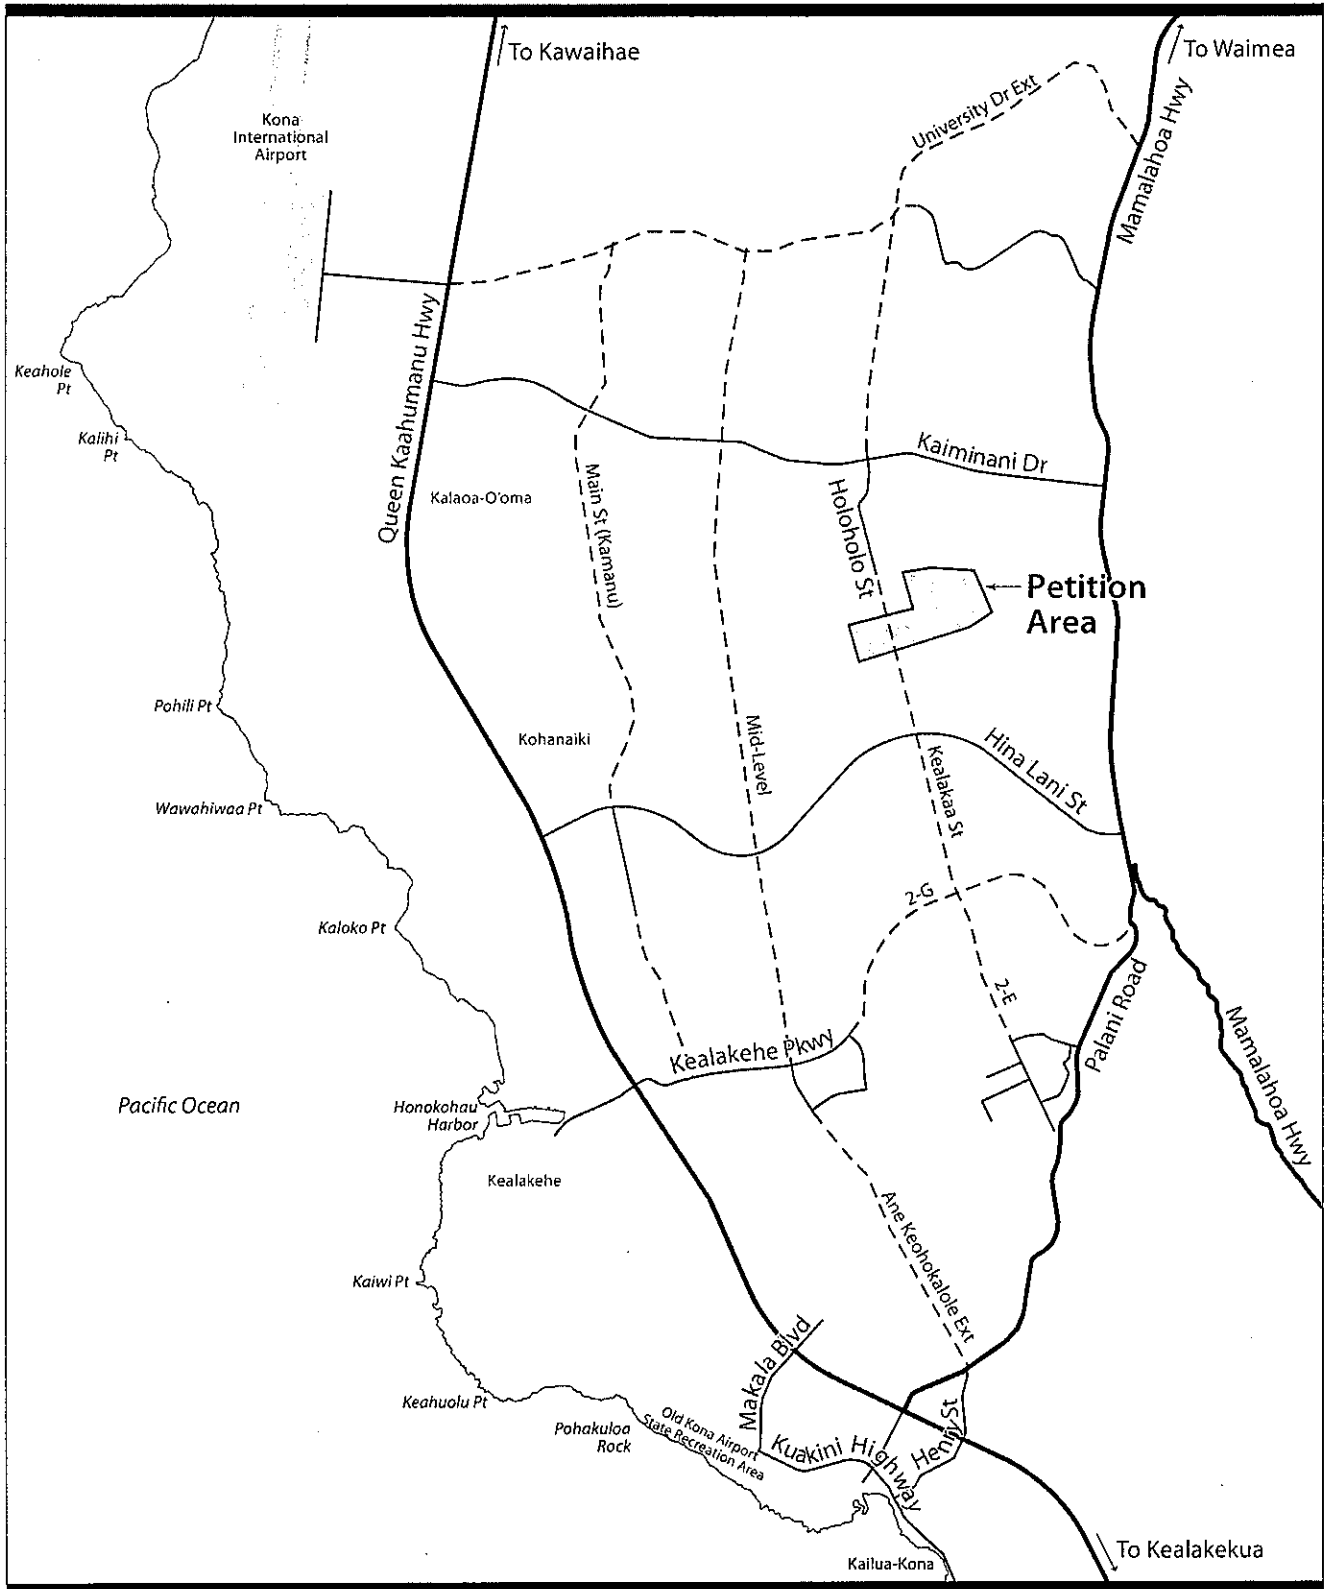 To Kawaihae
To Waimea
Kona
International
Airport
University Dr Ext
Mamalahoa Hwy
Queen Kaahumanu Hwy
Keahole
Pt
Kalihi
Pt
Kaiminani Dr
Kalaoa-O'oma
Main St (Kamanu)
Holoholo St
Petition
Area
Pohili Pt
Kohanaiki
Mid-Level
Hina Lani St
Kealakaa St
Wawahiwaa Pt
2-G
Kaloko Pt
2-E
Palani Road
Mamalahoa Hwy
Kealakehe Pkwy
Pacific Ocean
Honokohau
Harbor
Kealakehe
Ane Keohokalole Ext
Kaiwi Pt
Makala Blvd
Keahuolu Pt
Pohakuloa
Rock
Old Kona Airport
State Recreation Area
Kuakini Highway
Henry St
To Kealakekua
Kailua-Kona